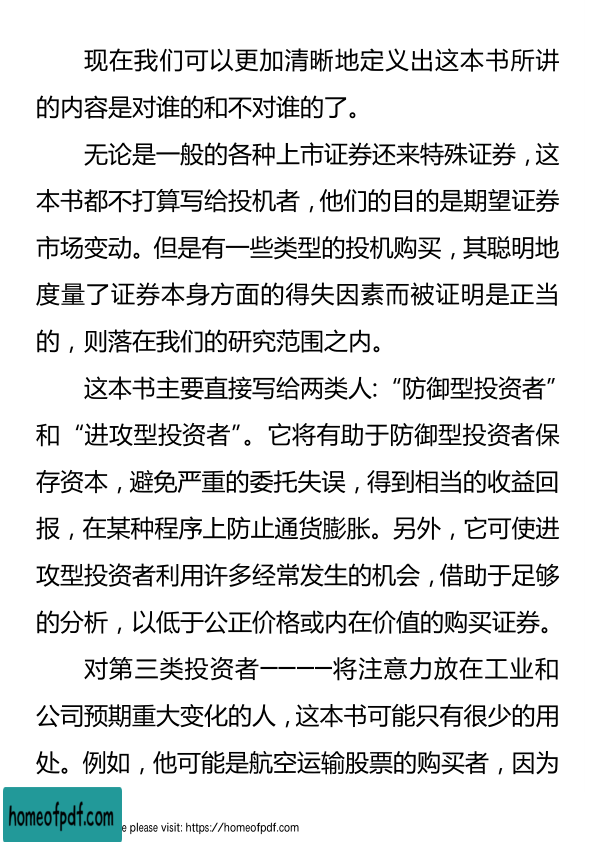 现在我们可以更加清晰地定义出这本书所讲
的内容是对谁的和不对谁的了。
无论是一般的各种上市证券还来特殊证券，这
本书都不打算写给投机者，他们的目的是期望证券
市场变动。但是有一些类型的投机购买，其聪明地
度量了证券本身方面的得失因素而被证明是正当
的，则落在我们的研究范围之内。
这本书主要直接写给两类人：“防御型投资者”
和“进攻型投资者”。它将有助于防御型投资者保
存资本，避免严重的委托失误，得到相当的收益回
报，在某种程序上防止通货膨胀。另外，它可使进
攻型投资者利用许多经常发生的机会，借助于足够
的分析，以低于公正价格或内在价值的购买证券。
对第三类投资者————将注意力放在工业和
公司预期重大变化的人，这本书可能只有很少的用
处。例如，他可能是航空运输股票的购买者，因为
homeofpdf.com
e please visit: https://homeofpdf.com